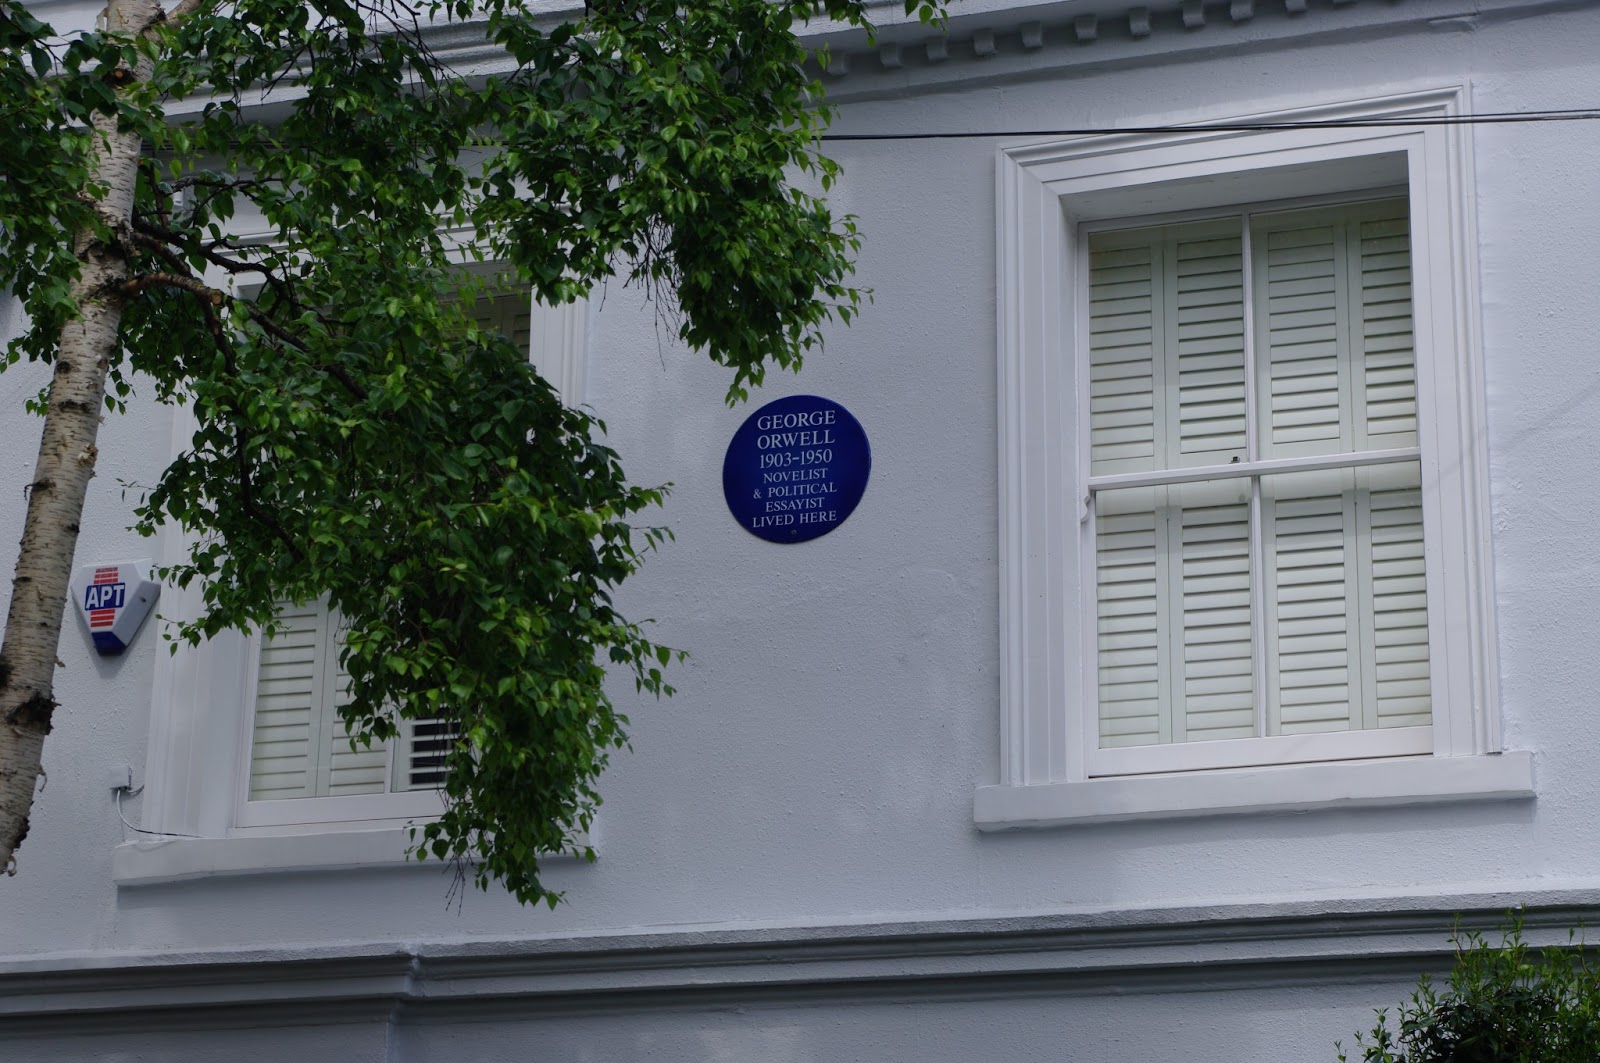 GEORGE
ORWELL
1903-1950
NOVELIST
& POLITICAL
ESSAYIST
LIVED HERE
APT